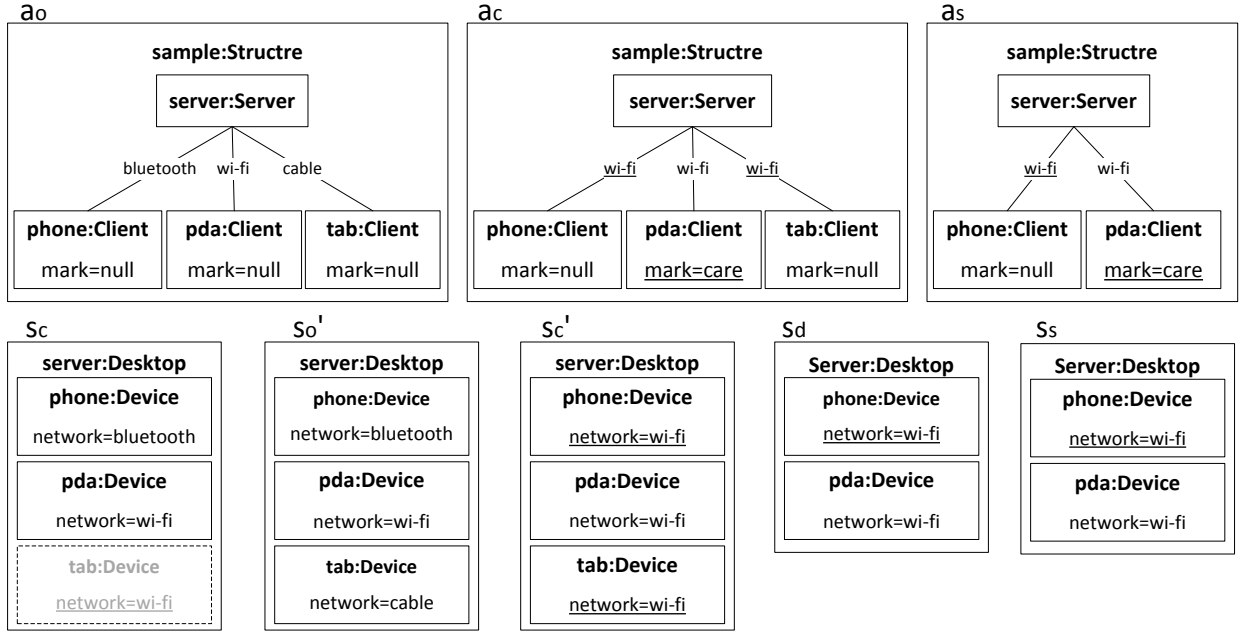 ao
sample:Structre
server:Server
bluetooth wi-fi cable
phone:Client pda:Client tab:Client
mark=null mark=null mark=null
ac
sample:Structre
server:Server
wi-fi wi-fi wi-fi
phone:Client pda:Client tab:Client
mark=null mark=care mark=null
as
sample:Structre
server:Server
wi-fi wi-fi
phone:Client pda:Client
mark=null mark=care
sc
server:Desktop
phone:Device
network=bluetooth
pda:Device
network=wi-fi
tab:Device
network=wi-fi
so'
server:Desktop
phone:Device
network=bluetooth
pda:Device
network=wi-fi
tab:Device
network=cable
sc'
server:Desktop
phone:Device
network=wi-fi
pda:Device
network=wi-fi
tab:Device
network=wi-fi
sd
Server:Desktop
phone:Device
network=wi-fi
pda:Device
network=wi-fi
ss
Server:Desktop
phone:Device
network=wi-fi
pda:Device
network=wi-fi